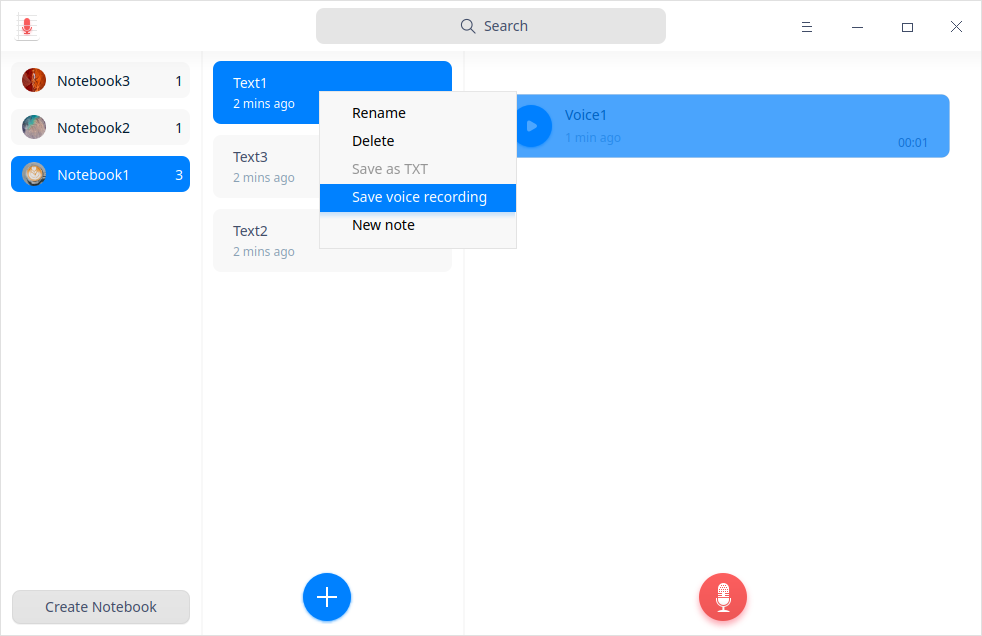 Search
Notebook3 1
Notebook2 1
Notebook1 3
Create Notebook
Text1
2 mins ago
Text3
2 mins ago
Text2
2 mins ago
Rename
Delete
Save as TXT
Save voice recording
New note
Voice1
1 min ago
00:01